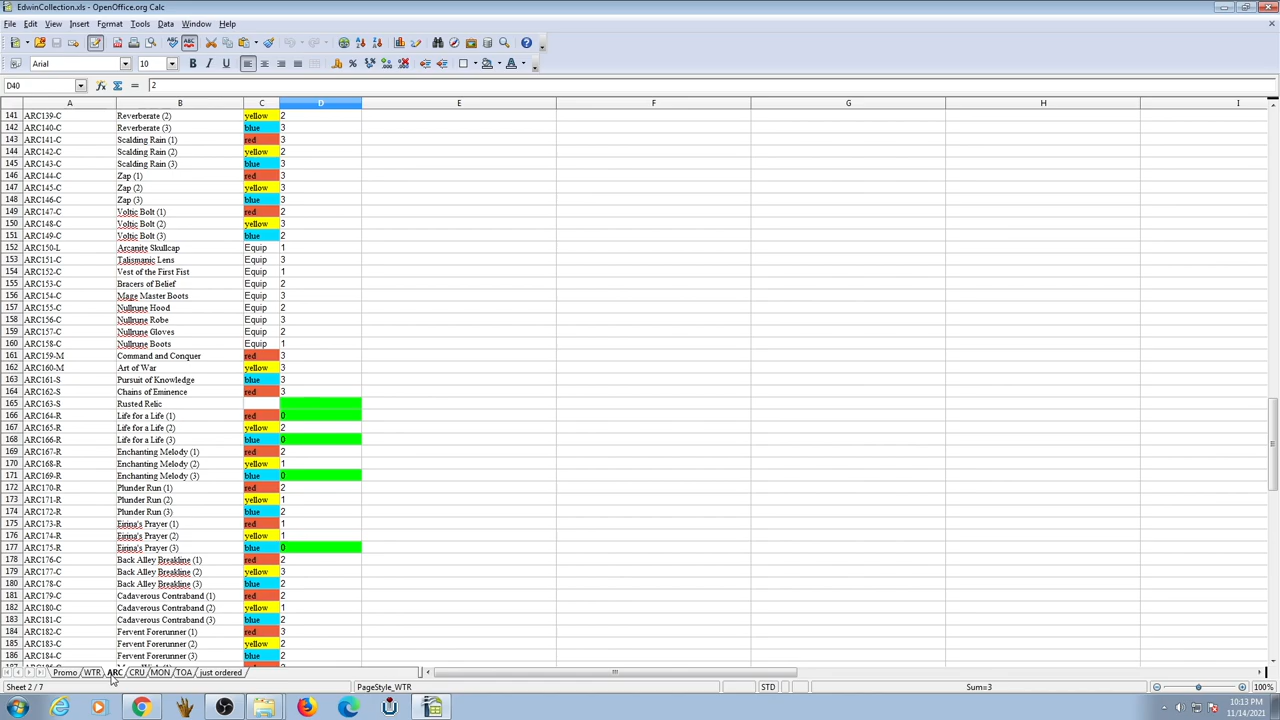 EdwinCollection.xls - OpenOffice.org Calc
File Edit View Insert Format Tools Data Window Help
Arial 10
D40 2
A B C D E F G H I
141 ARC139-C Reverberate (2) yellow 2
142 ARC140-C Reverberate (3) blue 3
143 ARC141-C Scalding Rain (1) red 3
144 ARC142-C Scalding Rain (2) yellow 2
145 ARC143-C Scalding Rain (3) blue 3
146 ARC144-C Zap (1) red 3
147 ARC145-C Zap (2) yellow 3
148 ARC146-C Zap (3) blue 3
149 ARC147-C Voltic Bolt (1) red 2
150 ARC148-C Voltic Bolt (2) yellow 3
151 ARC149-C Voltic Bolt (3) blue 2
152 ARC150-L Arcanite Skullcap Equip 1
153 ARC151-C Talismanic Lens Equip 3
154 ARC152-C Vest of the First Fist Equip 1
155 ARC153-C Bracers of Belief Equip 2
156 ARC154-C Mage Master Boots Equip 3
157 ARC155-C Nullrune Hood Equip 2
158 ARC156-C Nullrune Robe Equip 3
159 ARC157-C Nullrune Gloves Equip 2
160 ARC158-C Nullrune Boots Equip 1
161 ARC159-M Command and Conquer red 3
162 ARC160-M Art of War yellow 3
163 ARC161-S Pursuit of Knowledge blue 3
164 ARC162-S Chains of Eminence red 3
165 ARC163-S Rusted Relic
166 ARC164-R Life for a Life (1) red 0
167 ARC165-R Life for a Life (2) yellow 2
168 ARC166-R Life for a Life (3) blue 0
169 ARC167-R Enchanting Melody (1) red 2
170 ARC168-R Enchanting Melody (2) yellow 1
171 ARC169-R Enchanting Melody (3) blue 0
172 ARC170-R Plunder Run (1) red 2
173 ARC171-R Plunder Run (2) yellow 1
174 ARC172-R Plunder Run (3) blue 2
175 ARC173-R Eirina's Prayer (1) red 1
176 ARC174-R Eirina's Prayer (2) yellow 1
177 ARC175-R Eirina's Prayer (3) blue 0
178 ARC176-C Back Alley Breakline (1) red 2
179 ARC177-C Back Alley Breakline (2) yellow 3
180 ARC178-C Back Alley Breakline (3) blue 2
181 ARC179-C Cadaverous Contraband (1) red 2
182 ARC180-C Cadaverous Contraband (2) yellow 1
183 ARC181-C Cadaverous Contraband (3) blue 2
184 ARC182-C Fervent Forerunner (1) red 3
185 ARC183-C Fervent Forerunner (2) yellow 2
186 ARC184-C Fervent Forerunner (3) blue 2
Promo WTR ARC CRU MON TOA just ordered
Sheet 2 / 7 PageStyle_WTR STD Sum=3 100%
10:13 PM
11/14/2021